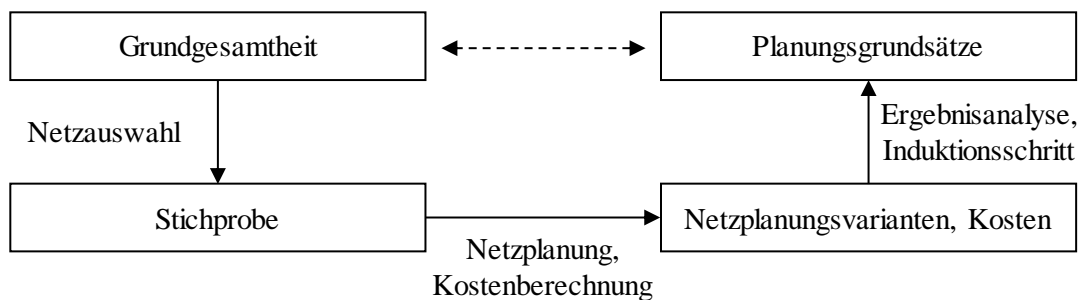 Grundgesamtheit
Planungsgrundsätze
Netzauswahl
Ergebnisanalyse,
Induktionsschritt
Stichprobe
Netzplanungsvarianten, Kosten
Netzplanung,
Kostenberechnung